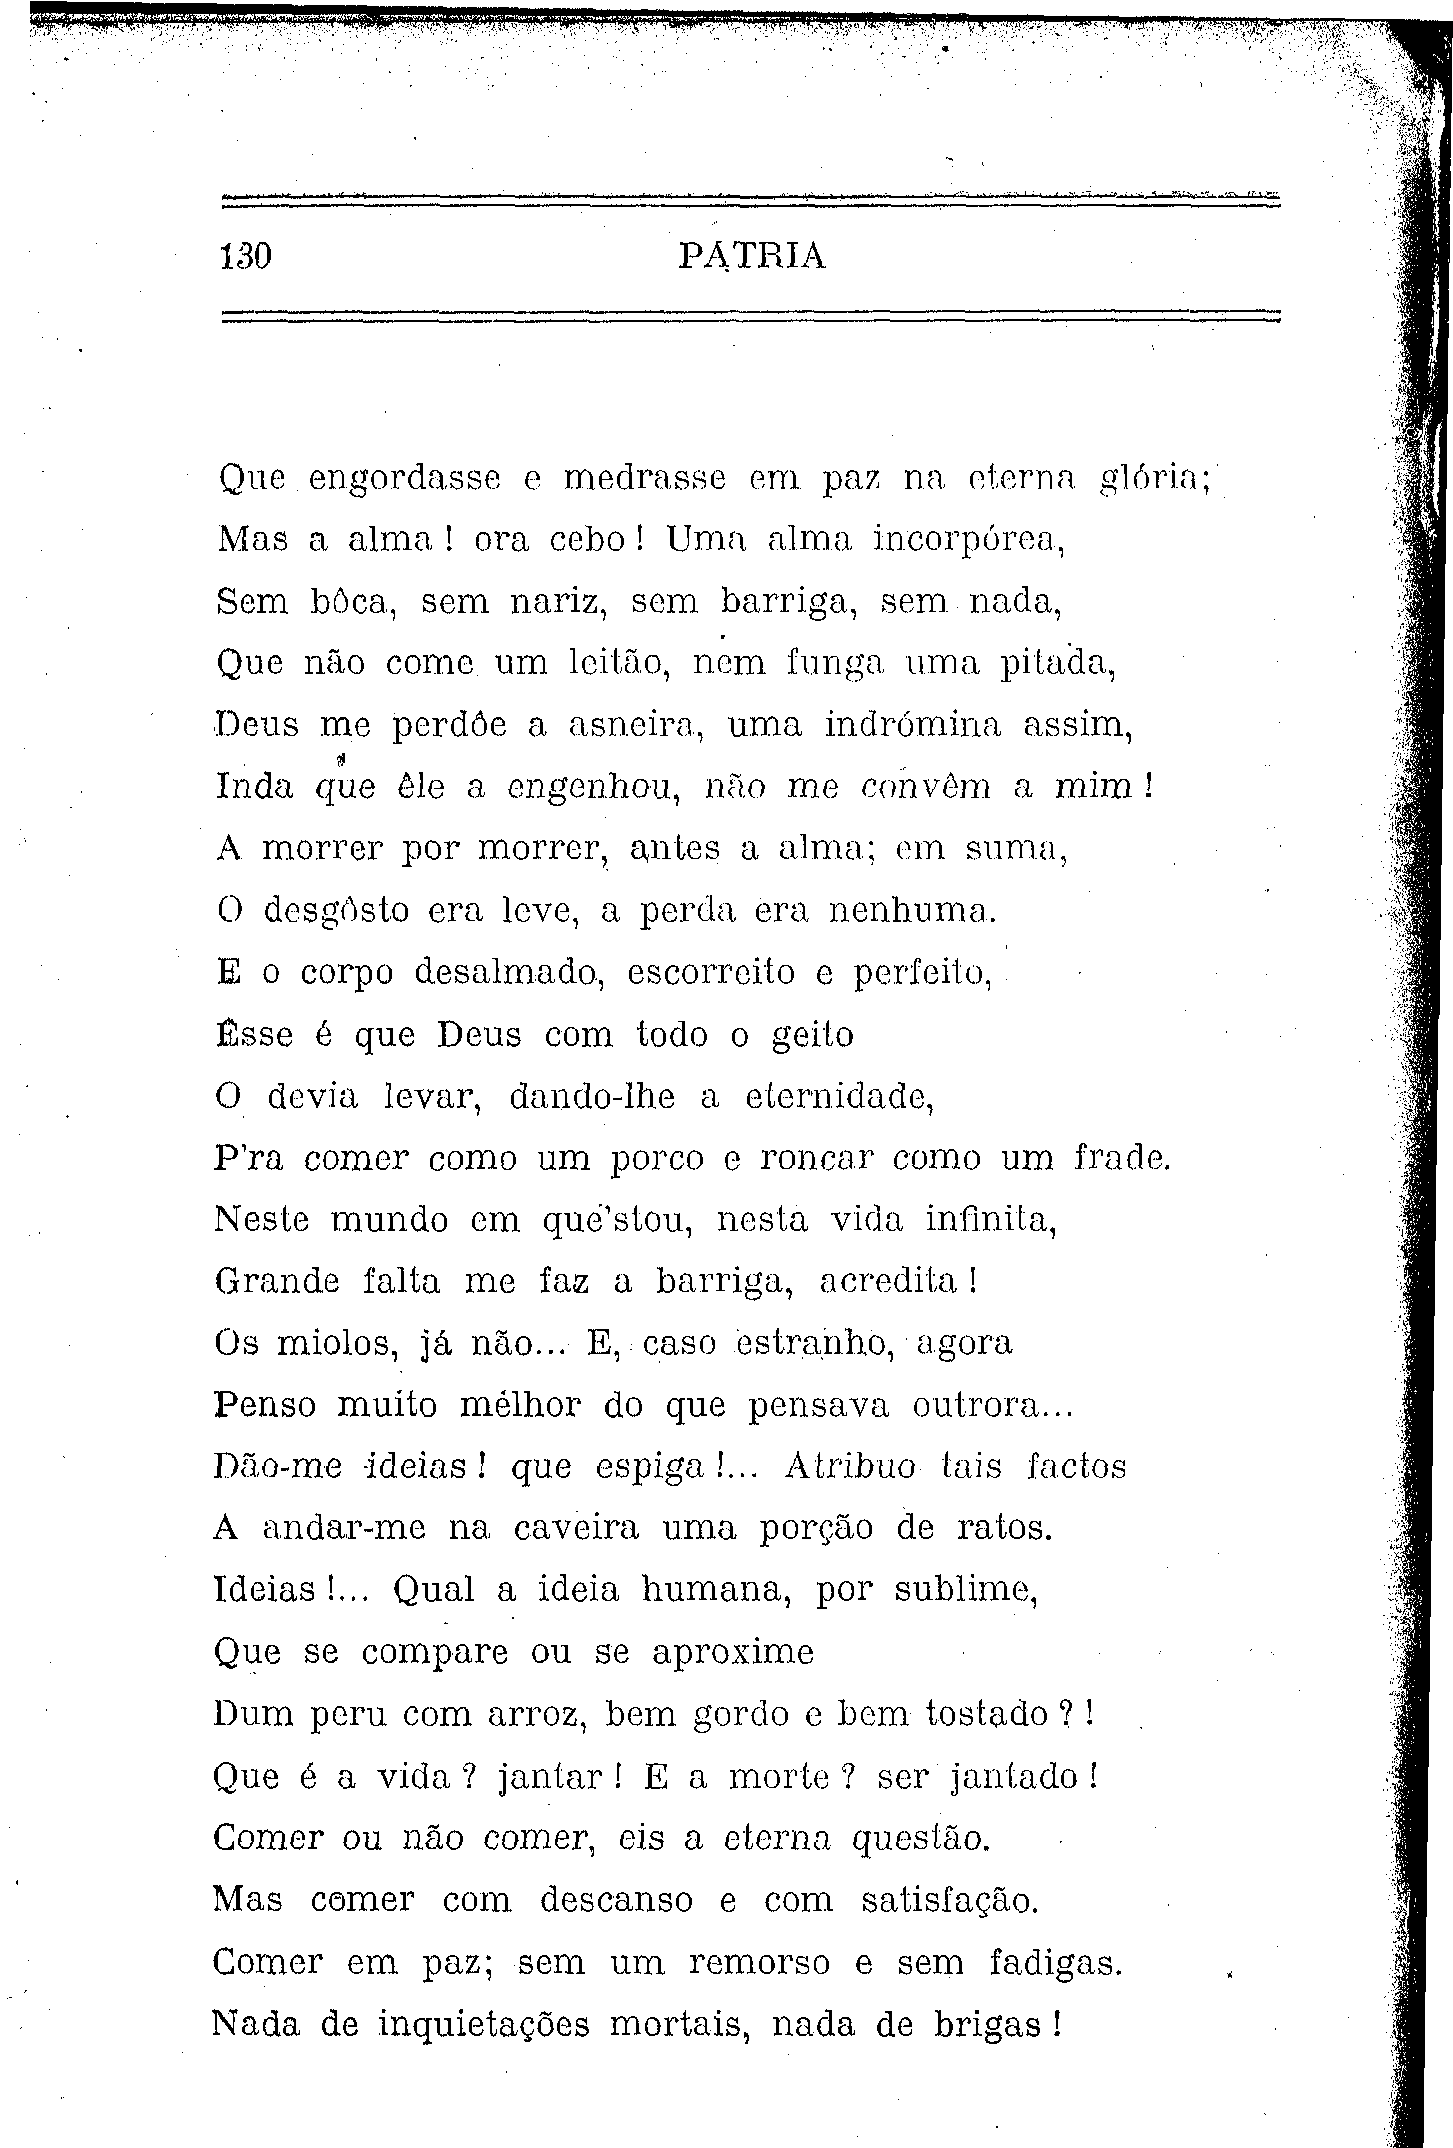 130 PATRIA
Que engordasse e medrasse em paz na eterna glória;
Mas a alma! ora cebo! Uma alma incorpórea,
Sem bôca, sem nariz, sem barriga, sem nada,
Que não come um leitão, nem funga uma pitada,
Deus me perdôe a asneira, uma indrómina assim,
Inda que êle a engenhou, não me convêm a mim!
A morrer por morrer, antes a alma; em suma,
O desgôsto era leve, a perda era nenhuma.
E o corpo desalmado, escorreito e perfeito,
Êsse é que Deus com todo o geito
O devia levar, dando-lhe a eternidade,
P'ra comer como um porco e roncar como um frade.
Neste mundo em que'stou, nesta vida infinita,
Grande falta me faz a barriga, acredita!
Os miolos, já não... E, caso estranho, agora
Penso muito mélhor do que pensava outrora...
Dão-me ideias! que espiga!... Atribuo tais factos
A andar-me na caveira uma porção de ratos.
Ideias!... Qual a ideia humana, por sublime,
Que se compare ou se aproxime
Dum peru com arroz, bem gordo e bem tostado?!
Que é a vida? jantar! E a morte? ser jantado!
Comer ou não comer, eis a eterna questão.
Mas comer com descanso e com satisfação.
Comer em paz; sem um remorso e sem fadigas.
Nada de inquietações mortais, nada de brigas!